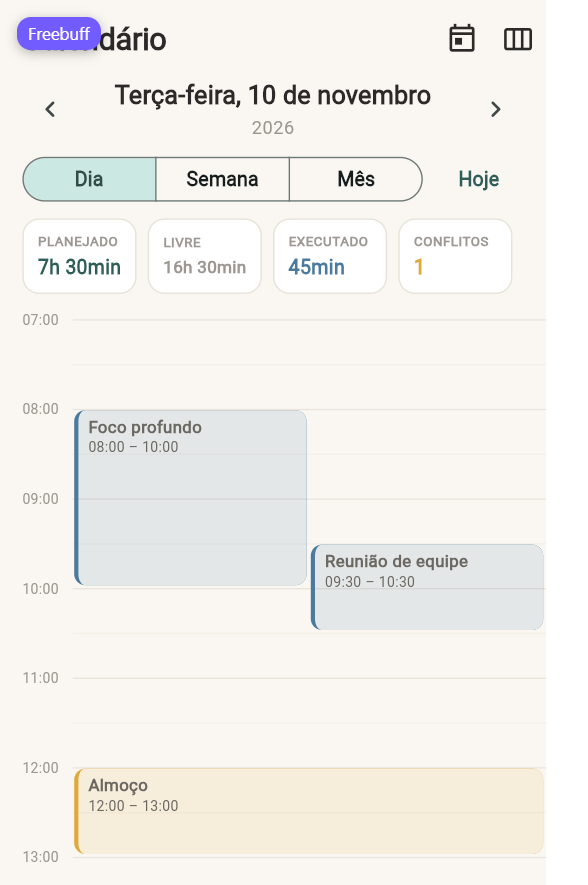 Freebuff
Terça-feira, 10 de novembro
2026
Dia
Semana
Mês
Hoje
PLANEJADO
7h 30min
LIVRE
16h 30min
EXECUTADO
45min
CONFLITOS
1
07:00
08:00
Foco profundo
08:00 – 10:00
09:00
Reunião de equipe
09:30 – 10:30
10:00
11:00
12:00
Almoço
12:00 – 13:00
13:00